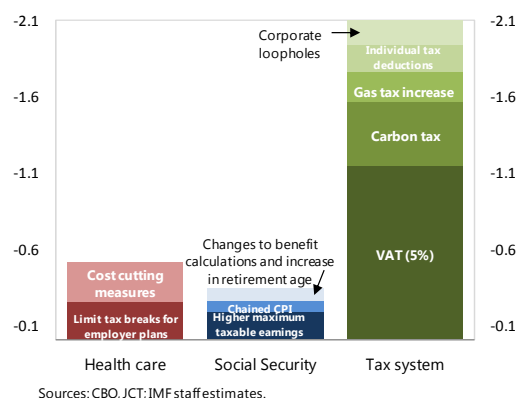 -2.1
-1.6
-1.1
-0.6
-0.1
-2.1
-1.6
-1.1
-0.6
-0.1
Corporate
loopholes
Individual tax
deductions
Gas tax increase
Carbon tax
VAT (5%)
Changes to benefit
calculations and increase
in retirement age
Cost cutting
measures
Limit tax breaks for
employer plans
Chained CPI
Higher maximum
taxable earnings
Health care
Social Security
Tax system
Sources: CBO, JCT; IMF staff estimates.